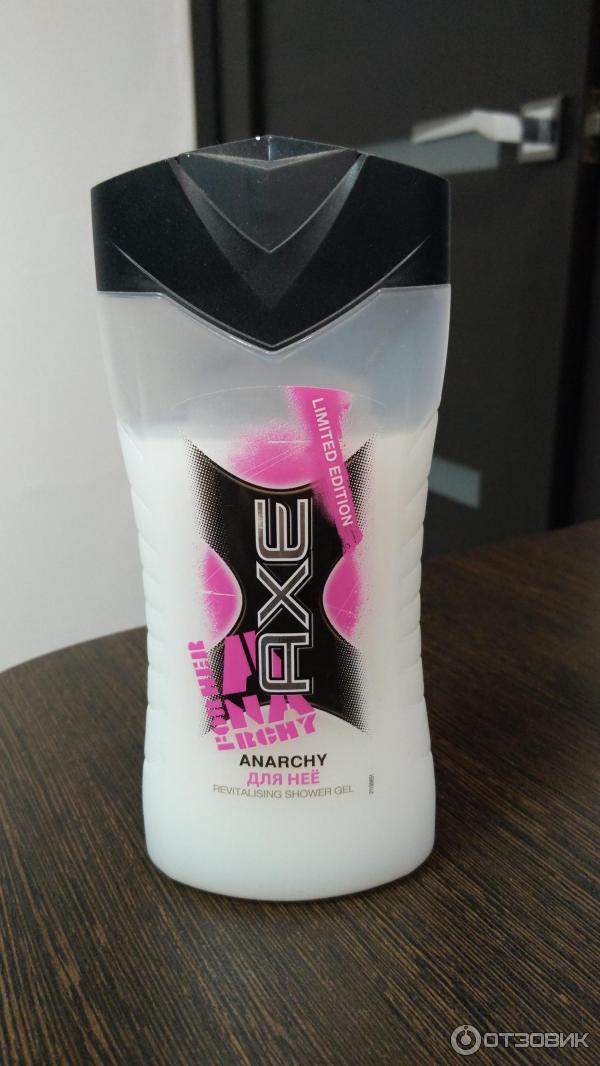 LIMITED EDITION
AXE
FOR HER
ANARCHY
ANARCHY
ДЛЯ НЕЁ
REVITALISING SHOWER GEL
ОТЗОВИК